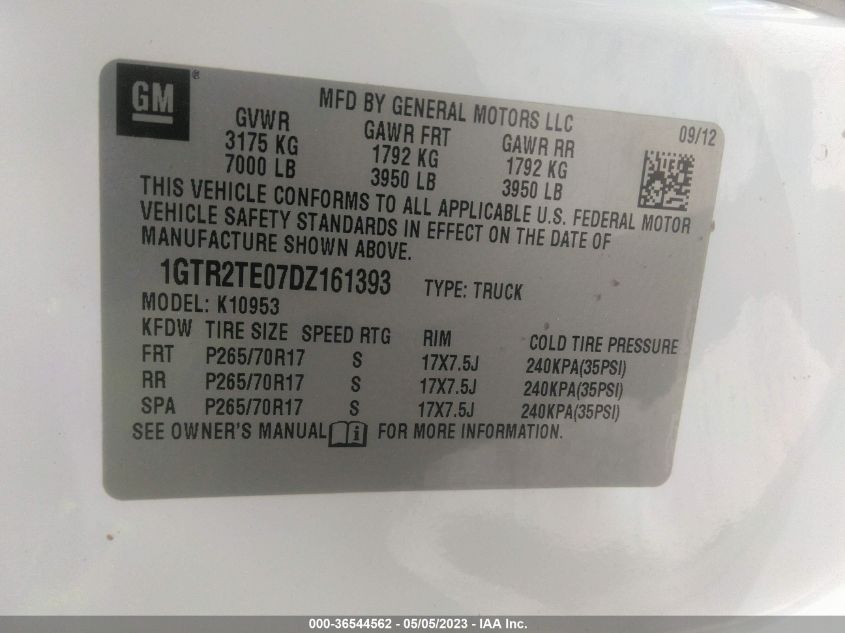 GM ®
MFD BY GENERAL MOTORS LLC
09/12
GVWR GAWR FRT GAWR RR
3175 KG 1792 KG 1792 KG
7000 LB 3950 LB 3950 LB
THIS VEHICLE CONFORMS TO ALL APPLICABLE U.S. FEDERAL MOTOR
VEHICLE SAFETY STANDARDS IN EFFECT ON THE DATE OF
MANUFACTURE SHOWN ABOVE.
1GTR2TE07DZ161393 TYPE: TRUCK
MODEL: K10953
KFDW TIRE SIZE SPEED RTG RIM COLD TIRE PRESSURE
FRT P265/70R17 S 17X7.5J 240KPA(35PSI)
RR P265/70R17 S 17X7.5J 240KPA(35PSI)
SPA P265/70R17 S 17X7.5J 240KPA(35PSI)
SEE OWNER'S MANUAL i FOR MORE INFORMATION.
000-36544562 - 05/05/2023 - IAA Inc.